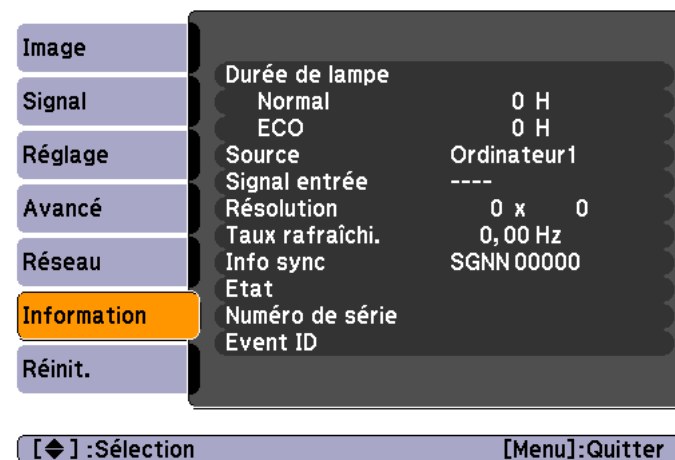 Image
Signal
Réglage
Avancé
Réseau
Information
Réinit.
Durée de lampe
Normal 0 H
ECO 0 H
Source Ordinateur1
Signal entrée ----
Résolution 0 x 0
Taux rafraîchi. 0,00 Hz
Info sync SGNN 00000
Etat
Numéro de série
Event ID
[◆] :Sélection [Menu]:Quitter